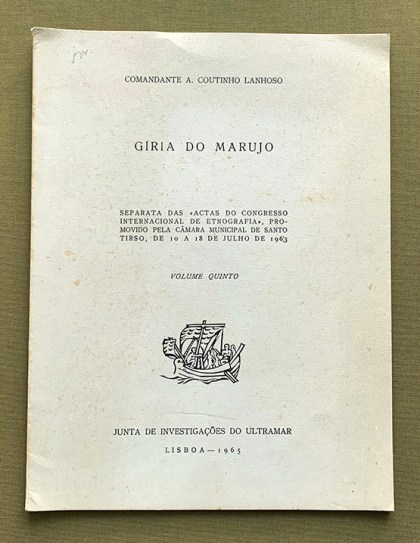 COMANDANTE A. COUTINHO LANHOSO
GÍRIA DO MARUJO
SEPARATA DAS «ACTAS DO CONGRESSO
INTERNACIONAL DE ETNOGRAFIA», PRO-
MOVIDO PELA CÂMARA MUNICIPAL DE SANTO
TIRSO, DE 10 A 18 DE JULHO DE 1963
VOLUME QUINTO
JUNTA DE INVESTIGAÇÕES DO ULTRAMAR
LISBOA — 1965